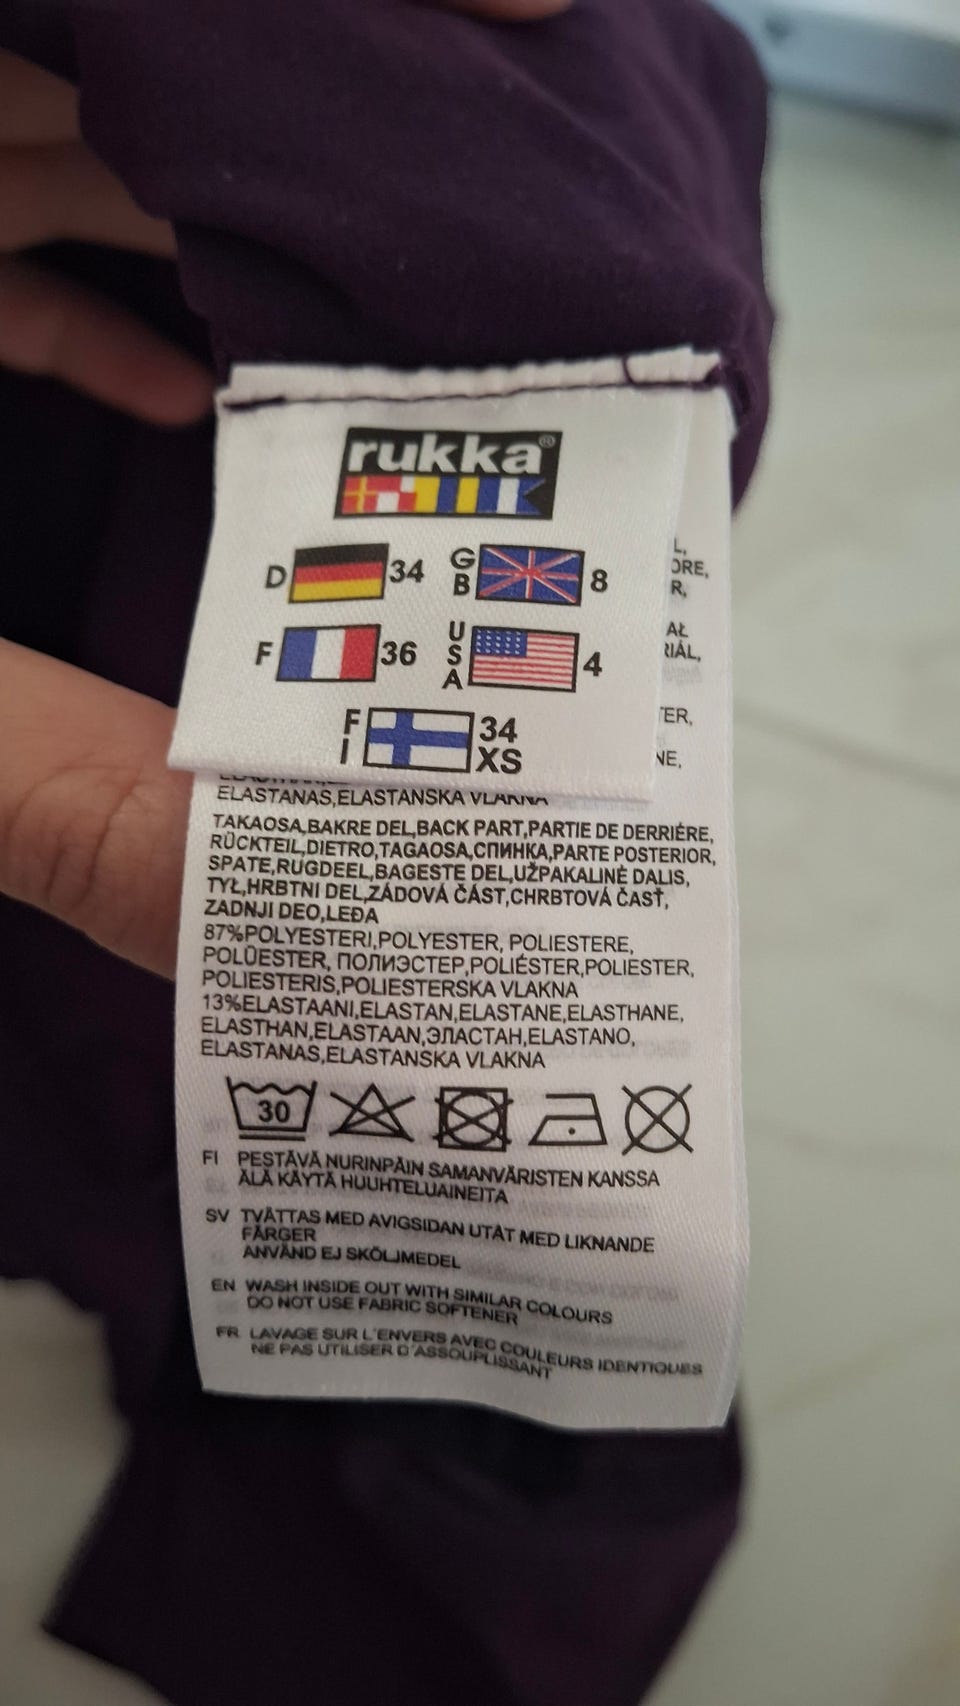 rukka®
D 34 GB 8
F 36 USA 4
FI 34 XS
L,
ORE,
R,
AŁ
RIÁL,
TER,
NE,
ELASTANAS,ELASTANSKA VLAKNA
TAKAOSA,BAKRE DEL,BACK PART,PARTIE DE DERRIÉRE,
RÜCKTEIL,DIETRO,TAGAOSA,СПИНКА,PARTE POSTERIOR,
SPATE,RUGDEEL,BAGESTE DEL,UŽPAKALINĖ DALIS,
TYŁ,HRBTNI DEL,ZÁDOVÁ ČÁST,CHRBTOVÁ ČASŤ,
ZADNJI DEO,LEĐA
87%POLYESTERI,POLYESTER, POLIESTERE,
POLÜESTER, ПОЛИЭСТЕР,POLIÉSTER,POLIESTER,
POLIESTERIS,POLIESTERSKA VLAKNA
13%ELASTAANI,ELASTAN,ELASTANE,ELASTHANE,
ELASTHAN,ELASTAAN,ЭЛАСТАН,ELASTANO,
ELASTANAS,ELASTANSKA VLAKNA
30
FI PESTÄVÄ NURINPÄIN SAMANVÄRISTEN KANSSA
ÄLÄ KÄYTÄ HUUHTELUAINEITA
SV TVÄTTAS MED AVIGSIDAN UTÅT MED LIKNANDE
FÄRGER
ANVÄND EJ SKÖLJMEDEL
EN WASH INSIDE OUT WITH SIMILAR COLOURS
DO NOT USE FABRIC SOFTENER
FR LAVAGE SUR L'ENVERS AVEC COULEURS IDENTIQUES
NE PAS UTILISER D'ASSOUPLISSANT